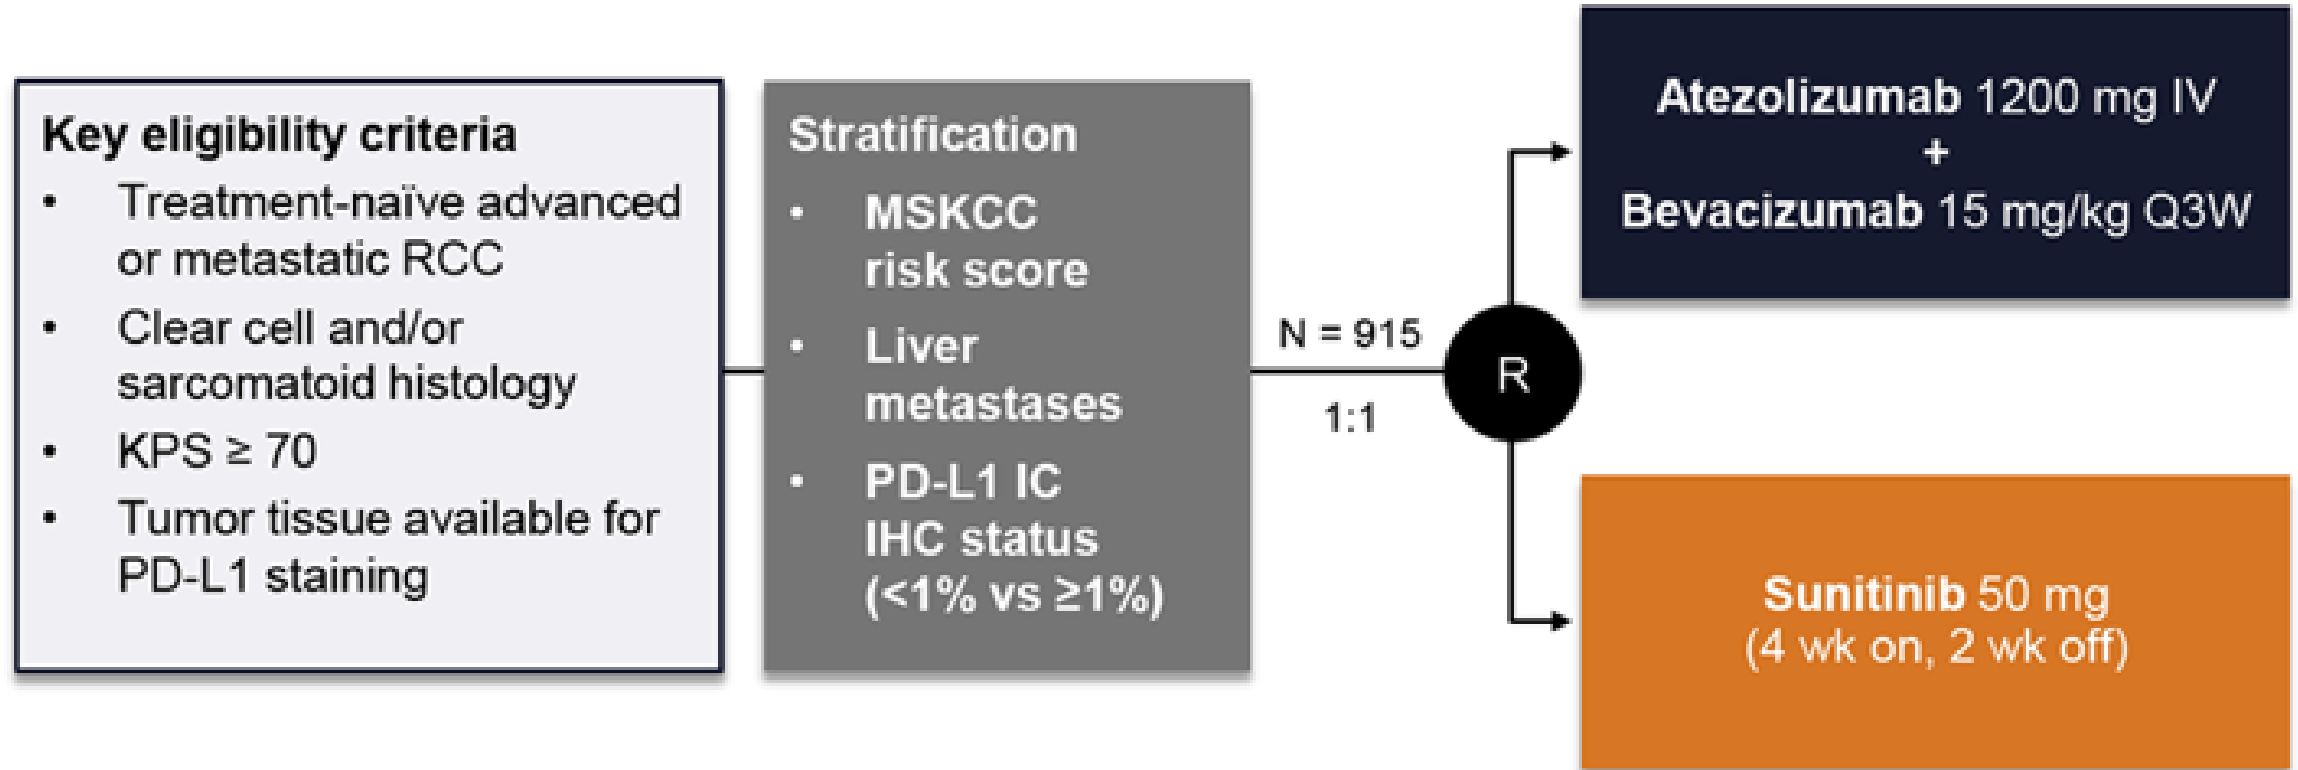 Key eligibility criteria
• Treatment-naïve advanced
or metastatic RCC
• Clear cell and/or
sarcomatoid histology
• KPS ≥ 70
• Tumor tissue available for
PD-L1 staining
Stratification
• MSKCC
risk score
• Liver
metastases
• PD-L1 IC
IHC status
(<1% vs ≥1%)
N = 915
1:1
R
Atezolizumab 1200 mg IV
+
Bevacizumab 15 mg/kg Q3W
Sunitinib 50 mg
(4 wk on, 2 wk off)